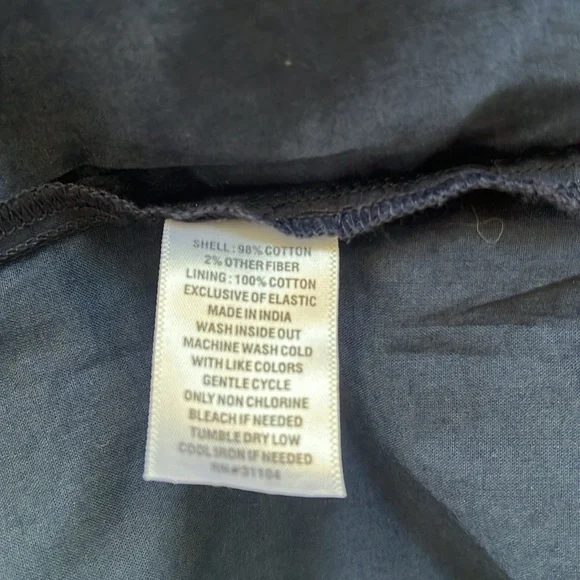 SHELL : 98% COTTON
2% OTHER FIBER
LINING : 100% COTTON
EXCLUSIVE OF ELASTIC
MADE IN INDIA
WASH INSIDE OUT
MACHINE WASH COLD
WITH LIKE COLORS
GENTLE CYCLE
ONLY NON CHLORINE
BLEACH IF NEEDED
TUMBLE DRY LOW
COOL IRON IF NEEDED
RN#31104